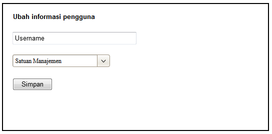 Ubah informasi pengguna
Username
Satuan Manajemen
Simpan